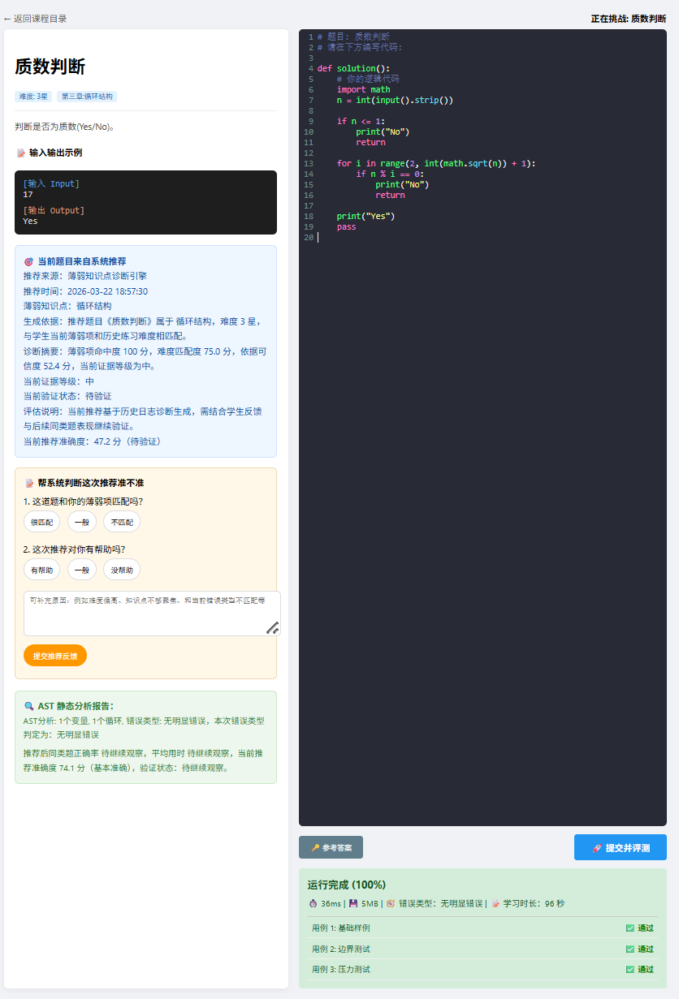 ← 返回课程目录
正在挑战: 质数判断
质数判断
难度: 3星
第三章:循环结构
判断是否为质数(Yes/No)。
📝 输入输出示例
[输入 Input]
17
[输出 Output]
Yes
🎯 当前题目来自系统推荐
推荐来源：薄弱知识点诊断引擎
推荐时间：2026-03-22 18:57:30
薄弱知识点：循环结构
生成依据：推荐题目《质数判断》属于 循环结构，难度 3 星，
与学生当前薄弱项和历史练习难度相匹配。
诊断摘要：薄弱项命中度 100 分，难度匹配度 75.0 分，依据可
信度 52.4 分，当前证据等级为中。
当前证据等级：中
当前验证状态：待验证
评估说明：当前推荐基于历史日志诊断生成，需结合学生反馈
与后续同类题表现继续验证。
当前推荐准确度：47.2 分（待验证）
📝 帮系统判断这次推荐准不准
1. 这道题和你的薄弱项匹配吗？
很匹配
一般
不匹配
2. 这次推荐对你有帮助吗？
有帮助
一般
没帮助
可补充原因：例如难度偏高、知识点不够聚焦、和当前错误类型不匹配等
提交推荐反馈
🔍 AST 静态分析报告：
AST分析: 1个变量, 1个循环, 错误类型: 无明显错误，本次错误类型
判定为：无明显错误
推荐后同类题正确率 待继续观察，平均用时 待继续观察，当前推
荐准确度 74.1 分（基本准确），验证状态：待继续观察。
1 # 题目: 质数判断
2 # 请在下方编写代码:
3
4 def solution():
5     # 你的逻辑代码
6     import math
7     n = int(input().strip())
8
9     if n <= 1:
10         print("No")
11         return
12
13     for i in range(2, int(math.sqrt(n)) + 1):
14         if n % i == 0:
15             print("No")
16             return
17
18     print("Yes")
19     pass
20
🔑 参考答案
🚀 提交并评测
运行完成 (100%)
⏱ 36ms | 💾 5MB | 🧭 错误类型：无明显错误 | 📝 学习时长：96 秒
用例 1: 基础样例
✅ 通过
用例 2: 边界测试
✅ 通过
用例 3: 压力测试
✅ 通过